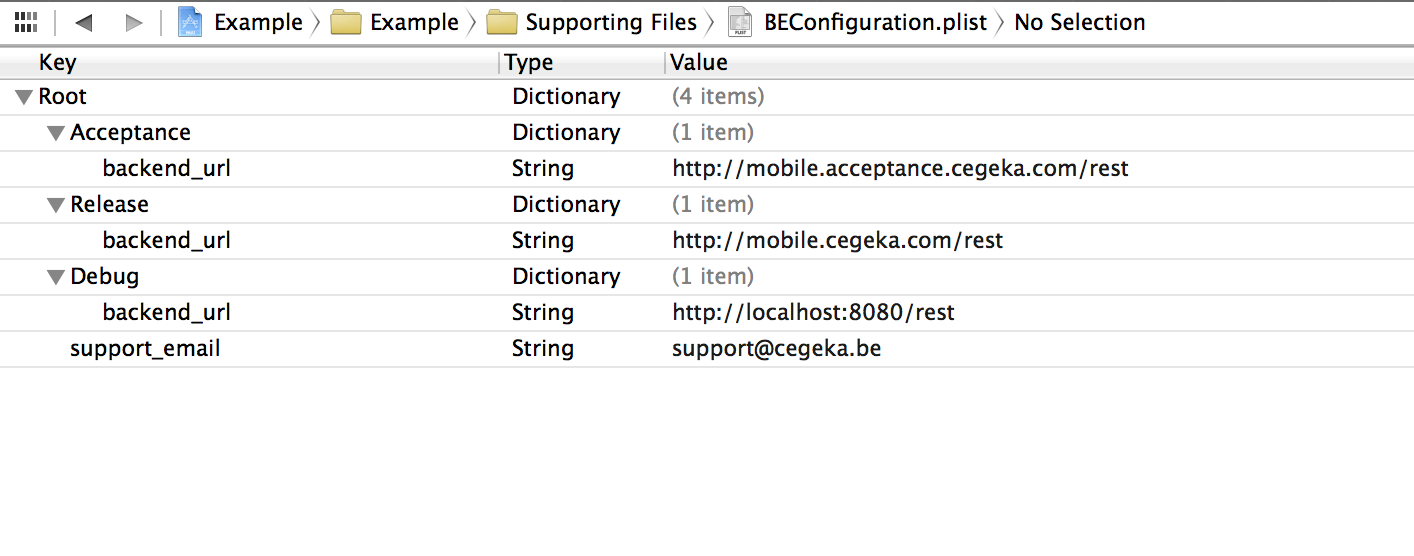 Example Example Supporting Files BEConfiguration.plist No Selection
Key Type Value
Root Dictionary (4 items)
Acceptance Dictionary (1 item)
backend_url String http://mobile.acceptance.cegeka.com/rest
Release Dictionary (1 item)
backend_url String http://mobile.cegeka.com/rest
Debug Dictionary (1 item)
backend_url String http://localhost:8080/rest
support_email String support@cegeka.be